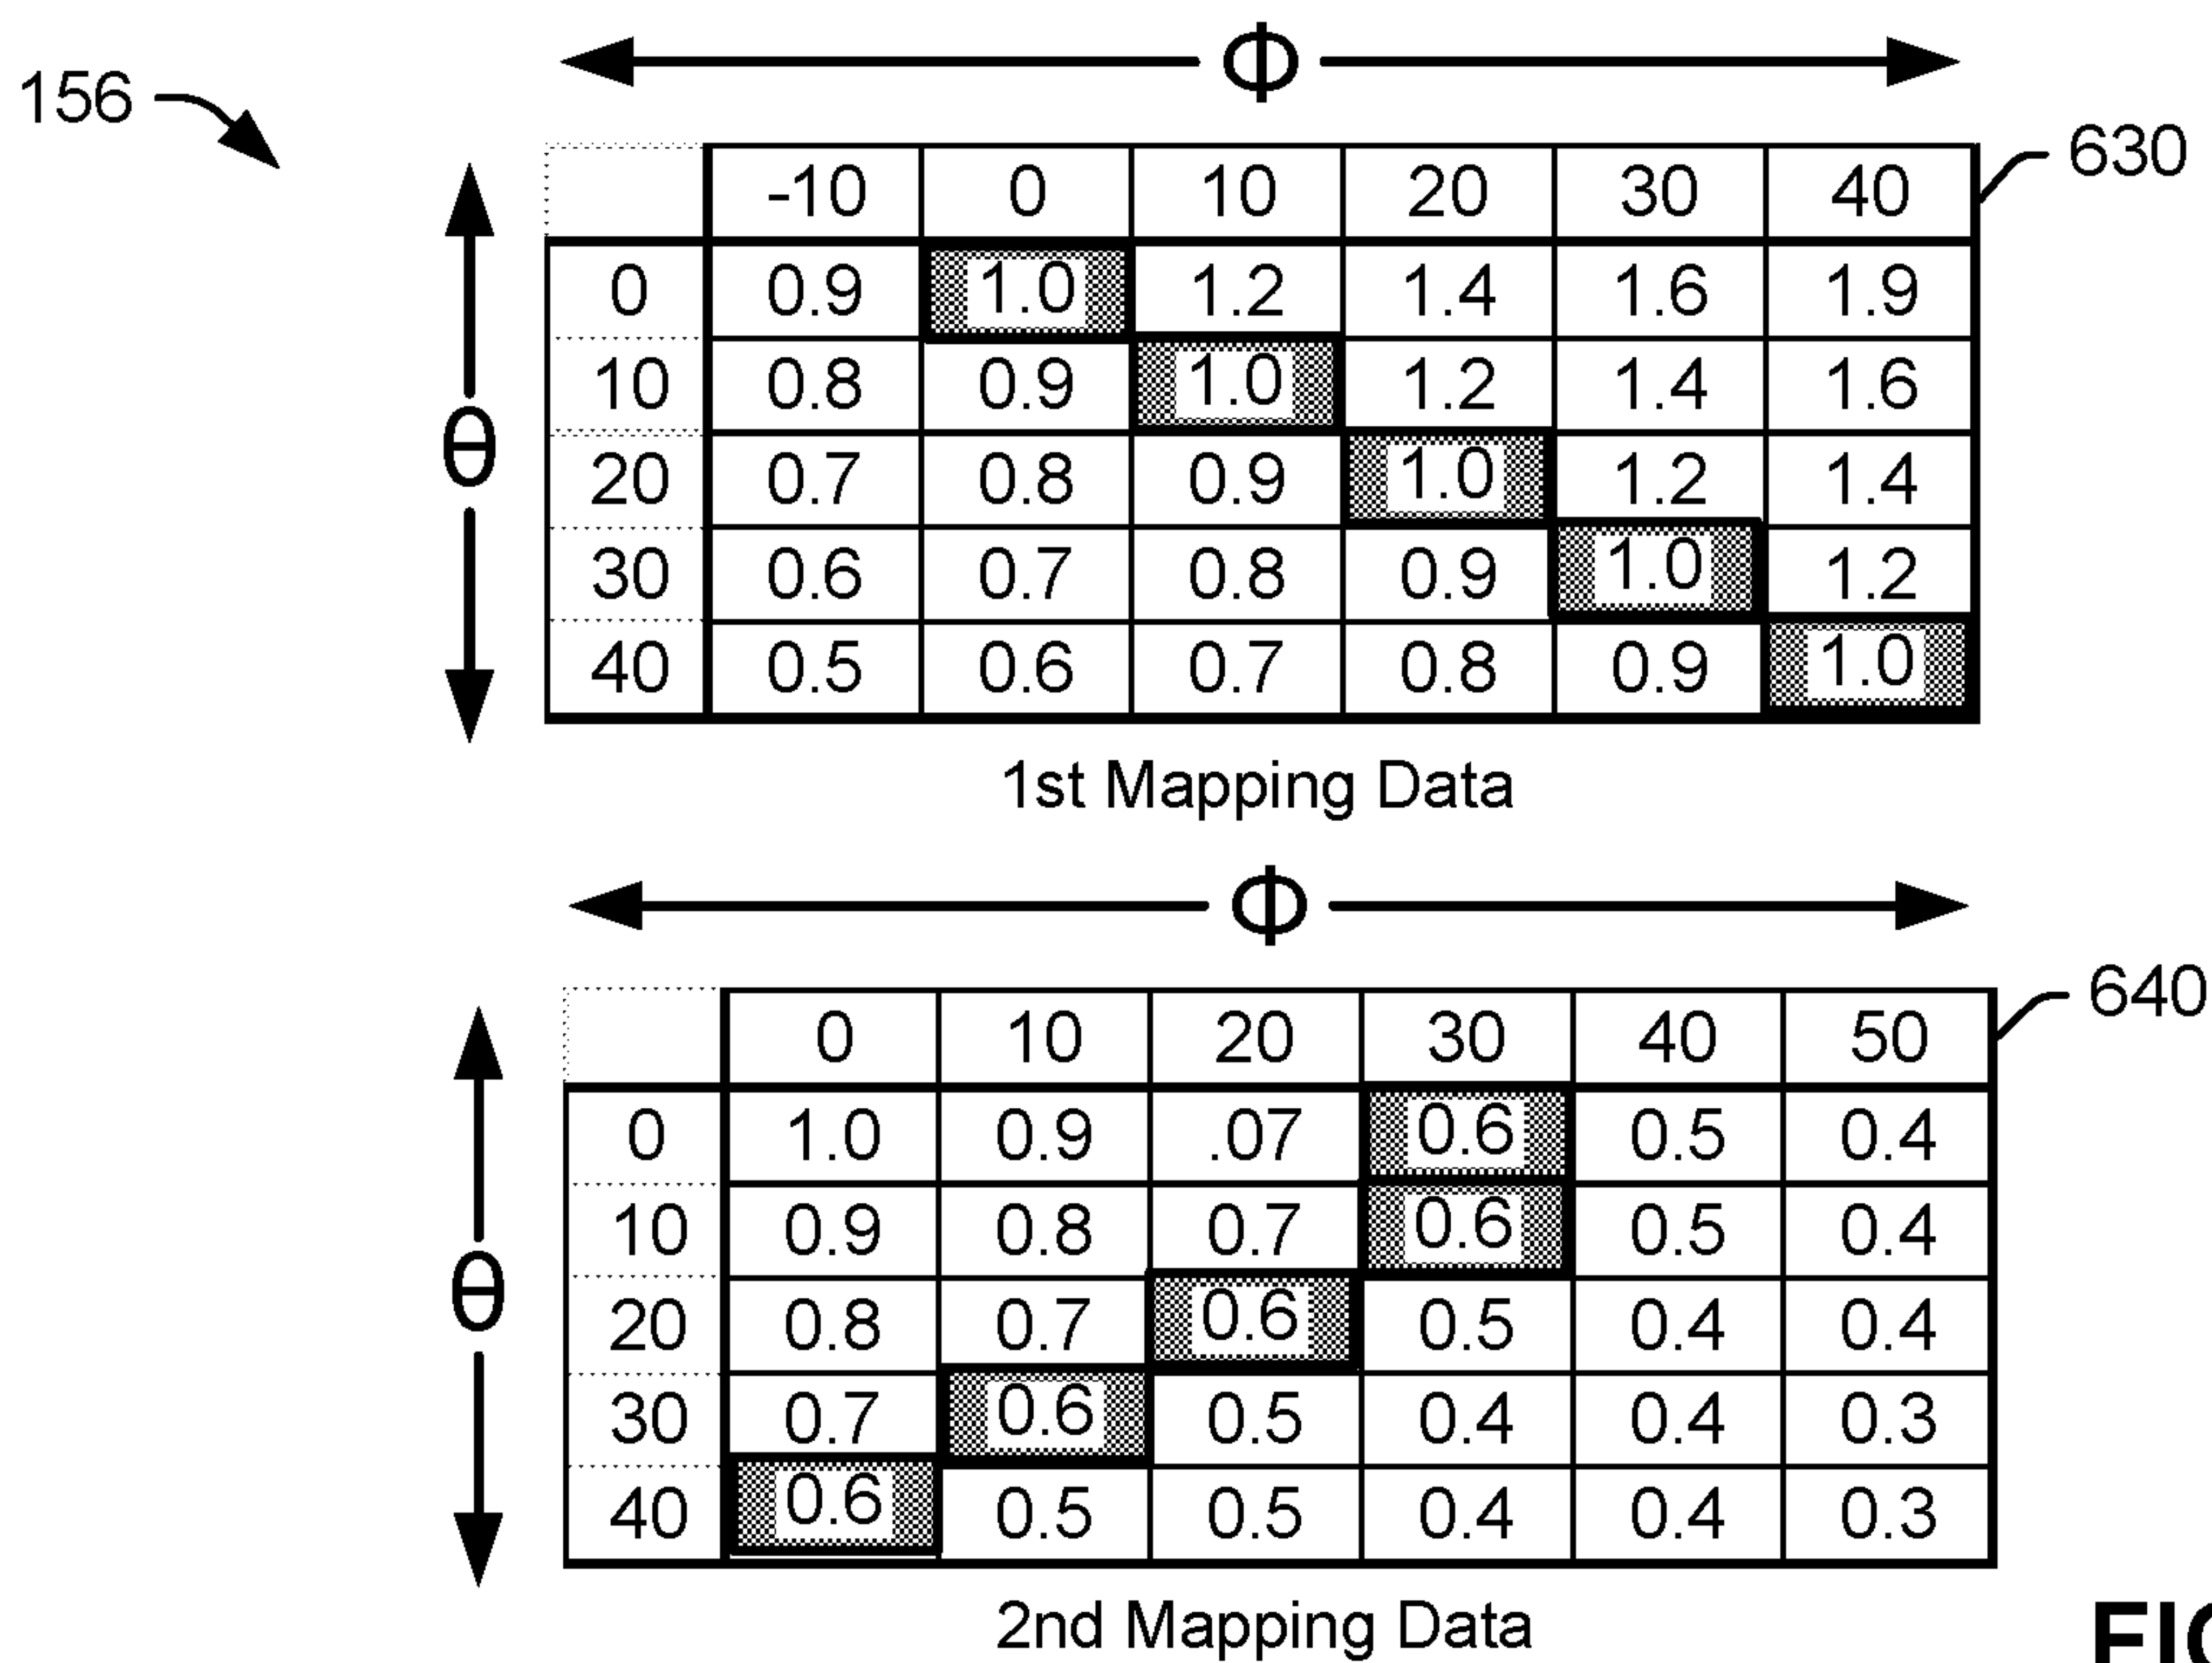 Φ
156
630
-10 0 10 20 30 40
0 0.9 1.0 1.2 1.4 1.6 1.9
10 0.8 0.9 1.0 1.2 1.4 1.6
θ
20 0.7 0.8 0.9 1.0 1.2 1.4
30 0.6 0.7 0.8 0.9 1.0 1.2
40 0.5 0.6 0.7 0.8 0.9 1.0
1st Mapping Data
Φ
640
0 10 20 30 40 50
0 1.0 0.9 .07 0.6 0.5 0.4
10 0.9 0.8 0.7 0.6 0.5 0.4
θ
20 0.8 0.7 0.6 0.5 0.4 0.4
30 0.7 0.6 0.5 0.4 0.4 0.3
40 0.6 0.5 0.5 0.4 0.4 0.3
2nd Mapping Data